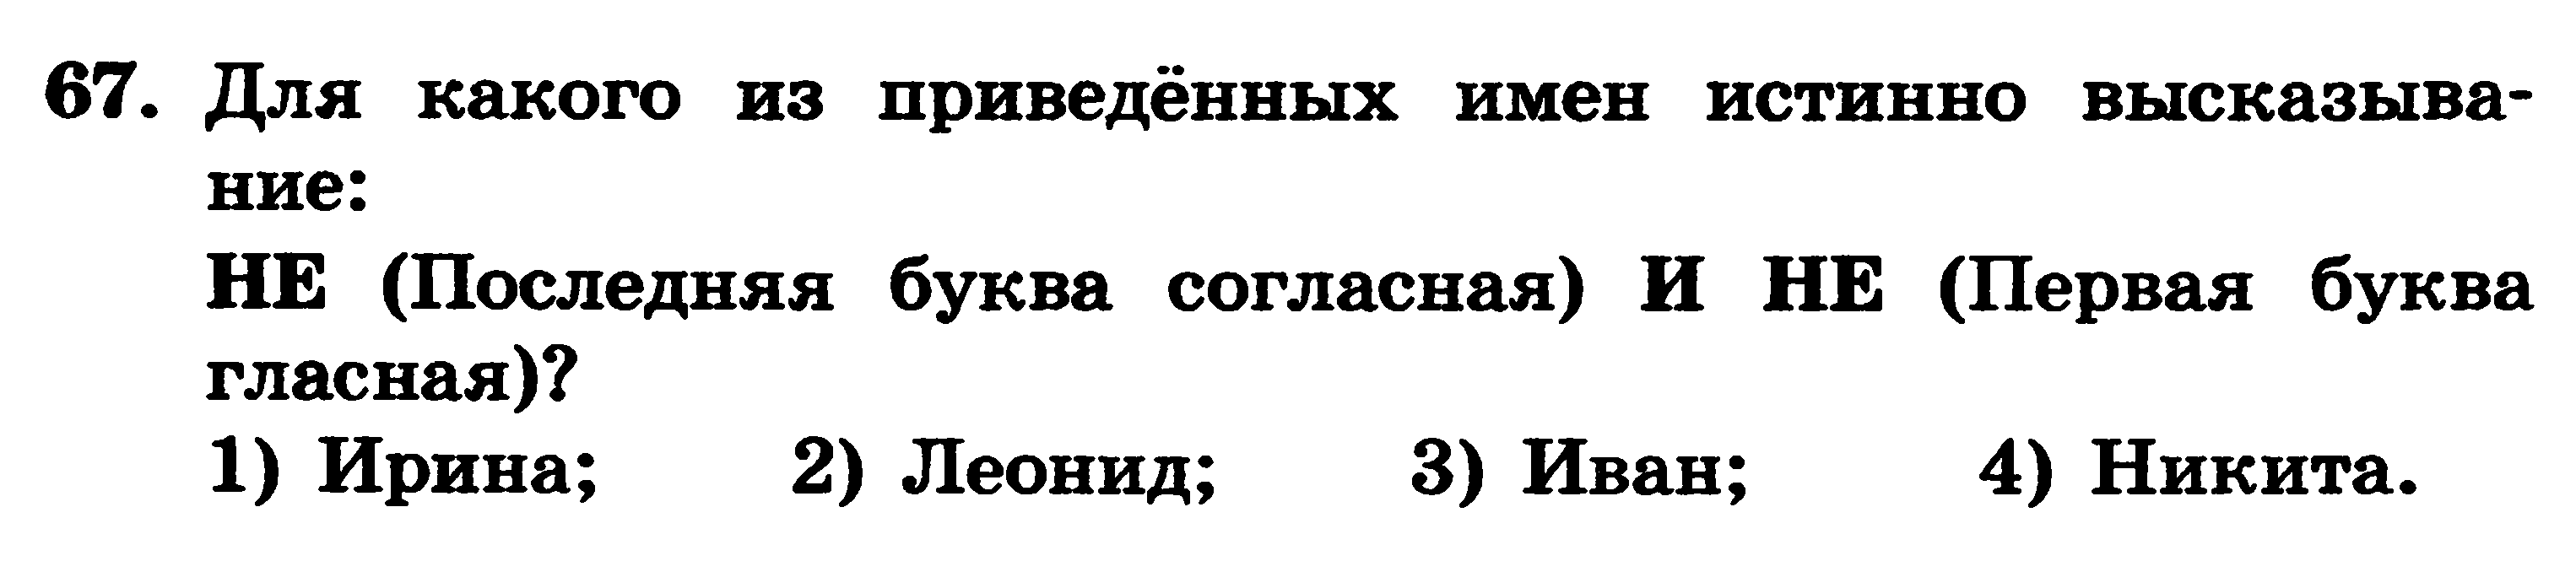 67. Для какого из приведённых имен истинно высказыва-
ние:
НЕ (Последняя буква согласная) И НЕ (Первая буква
гласная)?
1) Ирина; 2) Леонид; 3) Иван; 4) Никита.